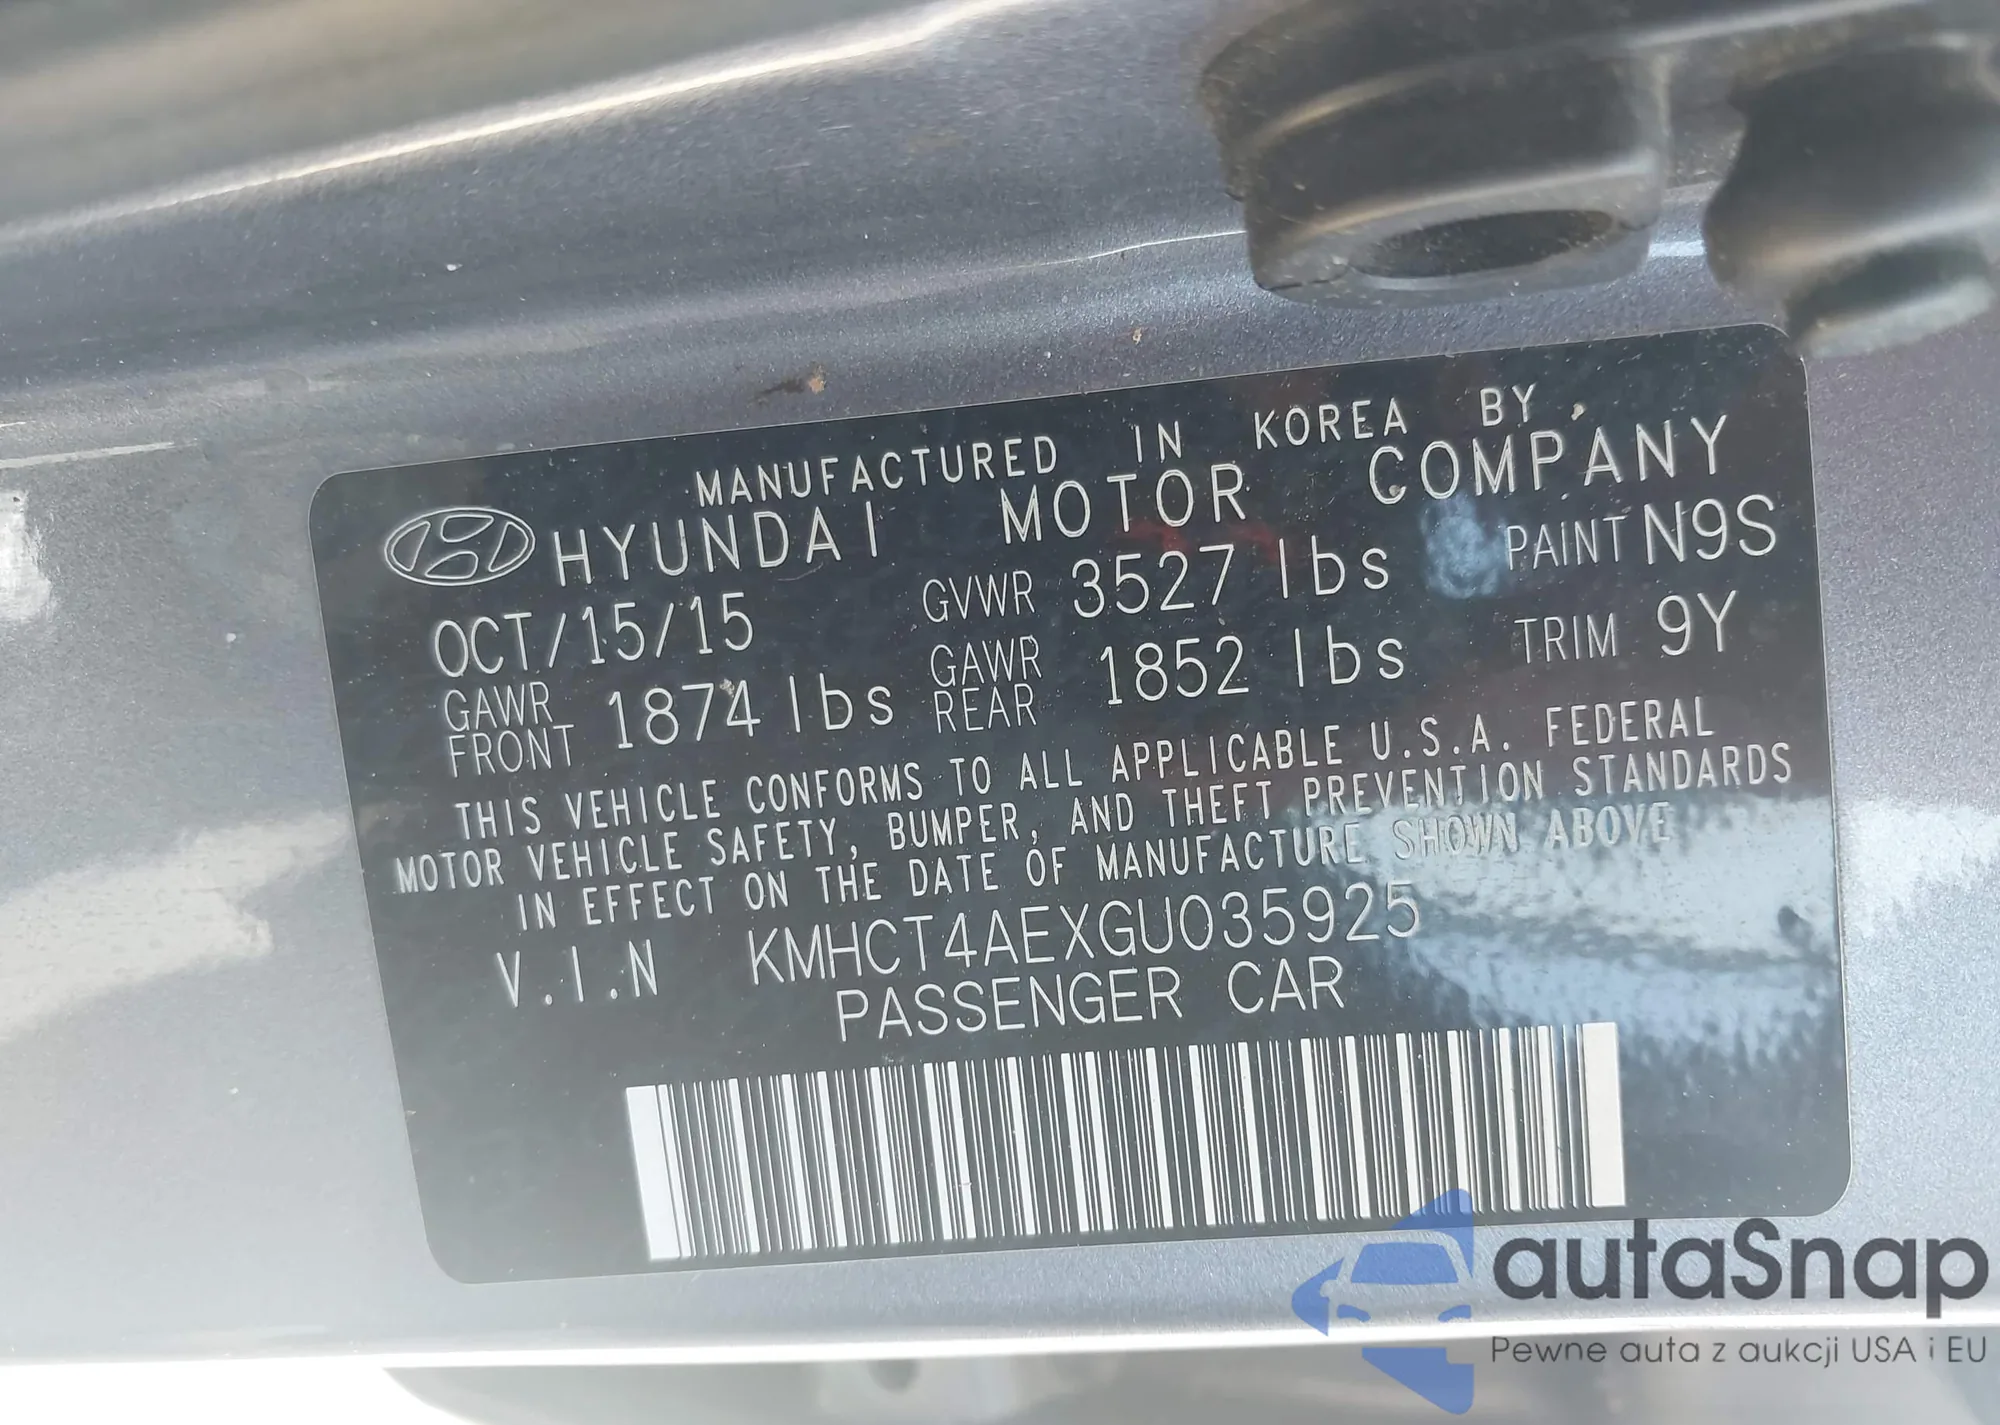 MANUFACTURED IN KOREA BY
HYUNDAI MOTOR COMPANY
OCT/15/15 GVWR 3527 lbs PAINT N9S
GAWR FRONT 1874 lbs GAWR REAR 1852 lbs TRIM 9Y
THIS VEHICLE CONFORMS TO ALL APPLICABLE U.S.A. FEDERAL
MOTOR VEHICLE SAFETY, BUMPER, AND THEFT PREVENTION STANDARDS
IN EFFECT ON THE DATE OF MANUFACTURE SHOWN ABOVE
V.I.N KMHCT4AEXGU035925
PASSENGER CAR
autaSnap
Pewne auta z aukcji USA i EU